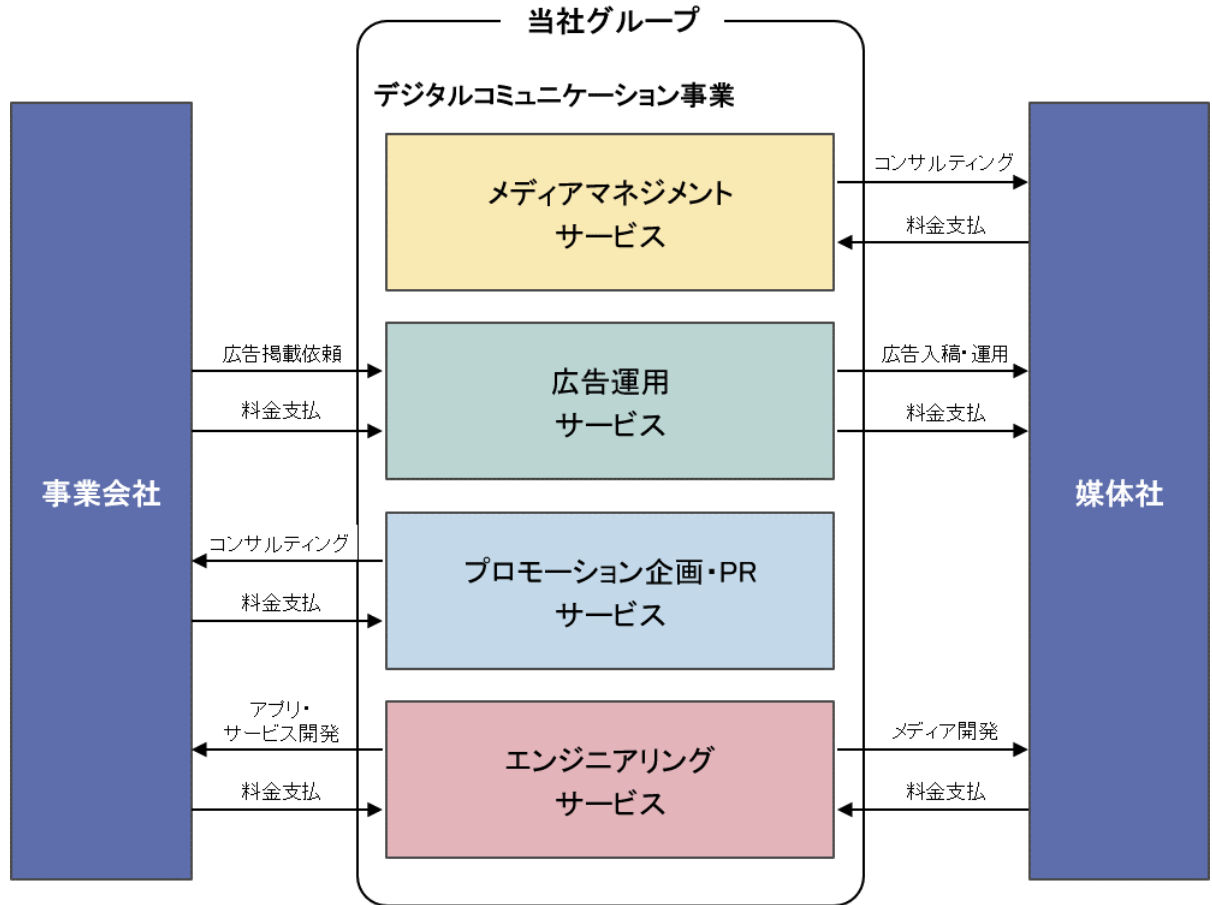 当社グループ
デジタルコミュニケーション事業
事業会社
媒体社
メディアマネジメント
サービス
コンサルティング
料金支払
広告掲載依頼
料金支払
広告運用
サービス
広告入稿・運用
料金支払
コンサルティング
料金支払
プロモーション企画・PR
サービス
アプリ・
サービス開発
料金支払
エンジニアリング
サービス
メディア開発
料金支払